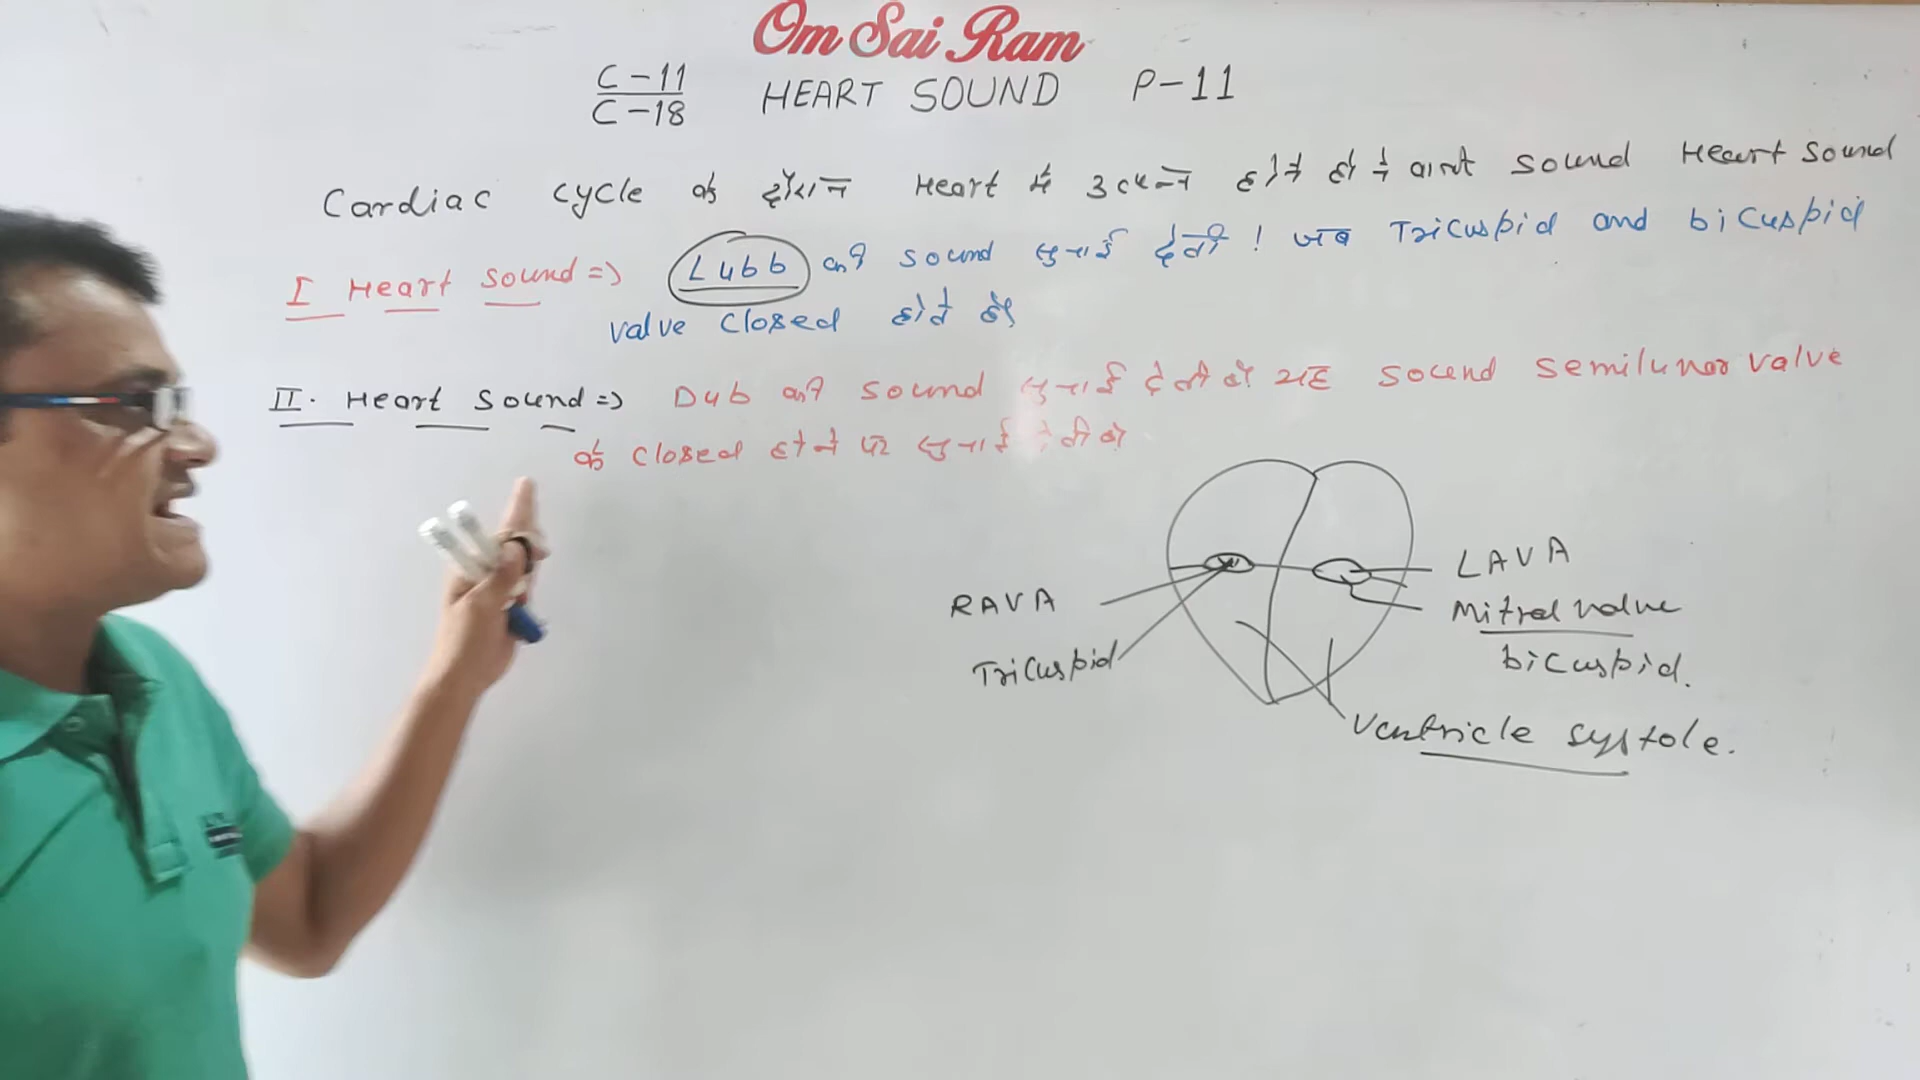 Om Sai Ram
C-11
C-18
HEART SOUND P-11
Cardiac cycle के दौरान Heart में उत्पन्न होने वाली sound Heart sound
I Heart sound => Lubb की sound सुनाई देती ! जब Tricuspid and bicuspid
valve closed होते हैं
II. Heart sound => Dub की sound सुनाई देती है यह sound semilunar valve
के closed होने पर सुनाई देती है
LAVA
RAVA
Mitral valve
Tricuspid
bicuspid.
Ventricle systole.